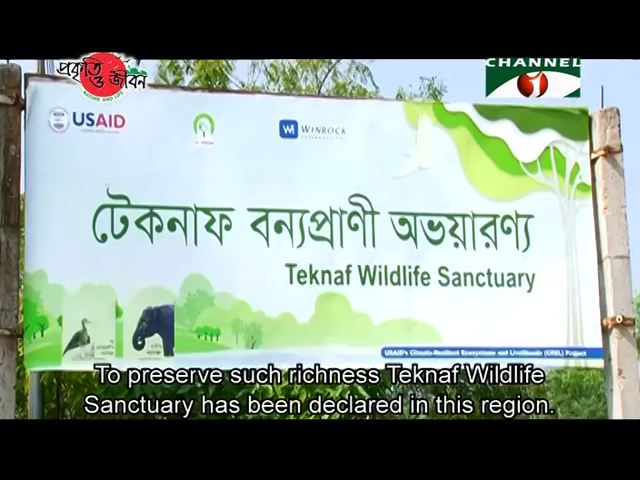 প্রকৃতি ও জীবন
NATURE AND LIFE
CHANNEL
i
USAID
WINROCK
INTERNATIONAL
টেকনাফ বন্যপ্রাণী অভয়ারণ্য
Teknaf Wildlife Sanctuary
USAID's Climate-Resilient Ecosystems and Livelihoods (CREL) Project
To preserve such richness Teknaf Wildlife
Sanctuary has been declared in this region.